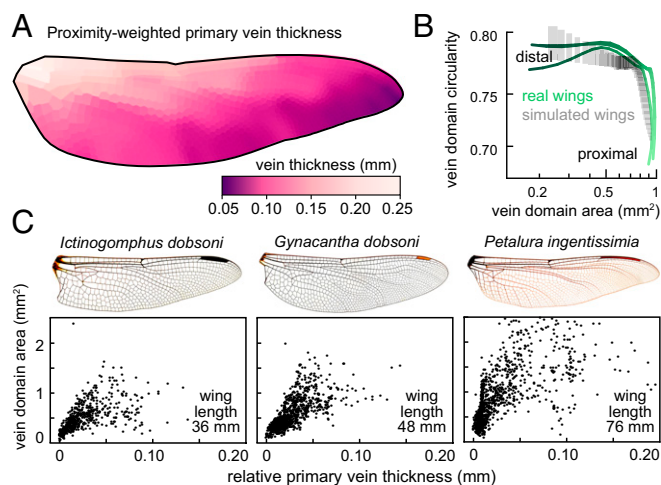 A
Proximity-weighted primary vein thickness
vein thickness (mm)
0.05 0.10 0.15 0.20 0.25
B
vein domain circularity
0.80
0.75
0.70
distal
real wings
simulated wings
proximal
0.2 0.5 1
vein domain area (mm²)
C
Ictinogomphus dobsoni
Gynacantha dobsoni
Petalura ingentissimia
vein domain area (mm²)
2
1
0
wing
length
36 mm
wing
length
48 mm
wing
length
76 mm
0 0.10 0.20
0 0.10 0.20
0 0.10 0.20
relative primary vein thickness (mm)